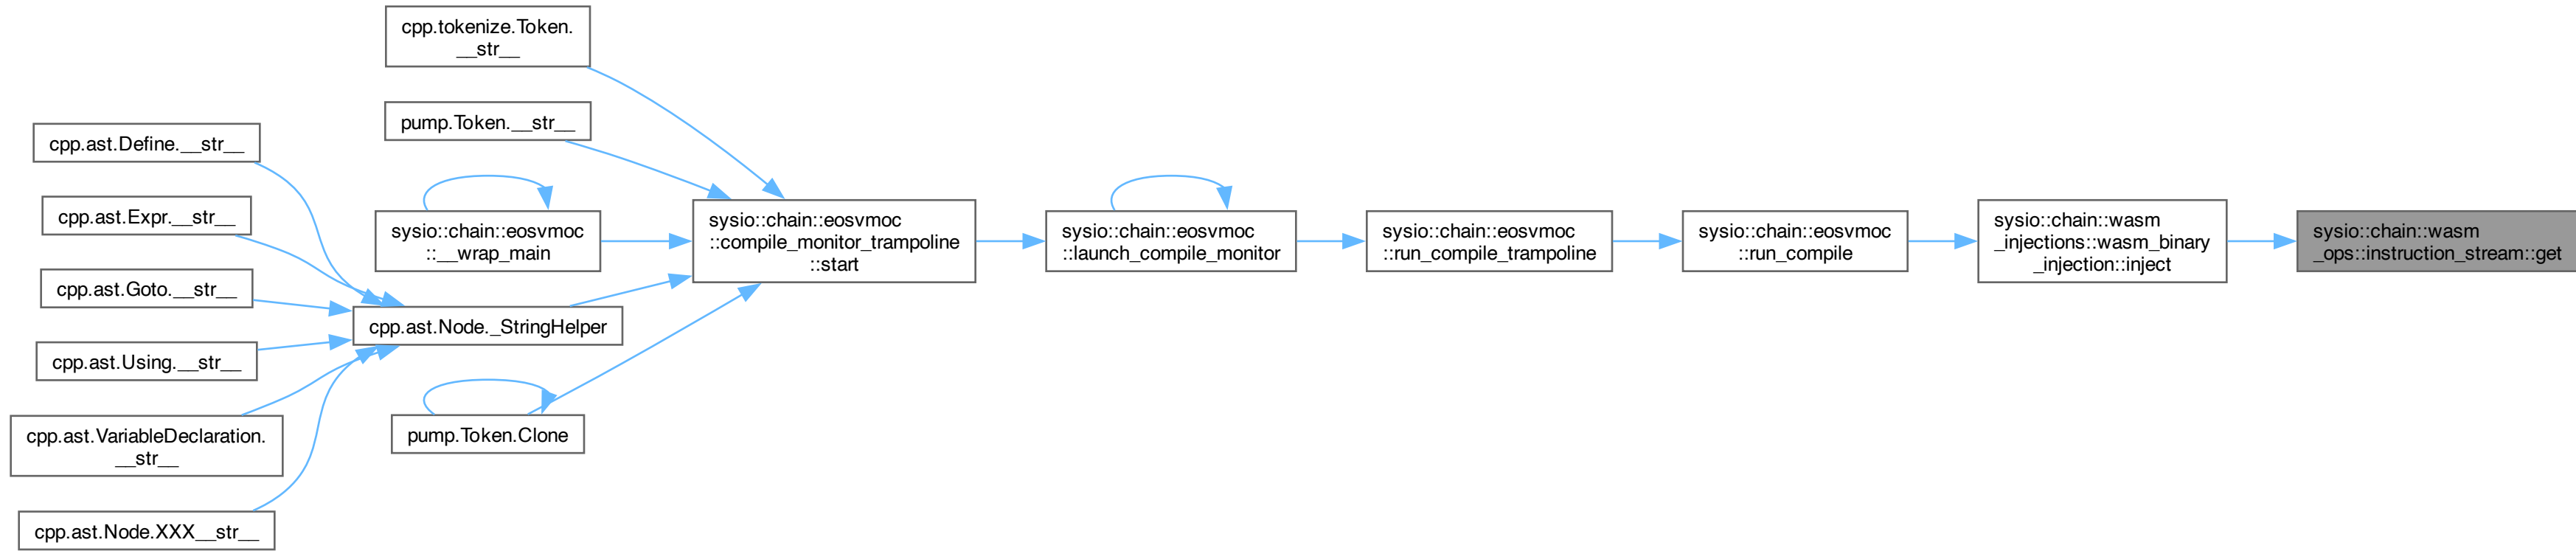 cpp.tokenize.Token.
__str__
pump.Token.__str__
cpp.ast.Define.__str__
cpp.ast.Expr.__str__
sysio::chain::eosvmoc
::__wrap_main
cpp.ast.Goto.__str__
cpp.ast.Node._StringHelper
cpp.ast.Using.__str__
cpp.ast.VariableDeclaration.
__str__
pump.Token.Clone
cpp.ast.Node.XXX__str__
sysio::chain::eosvmoc
::compile_monitor_trampoline
::start
sysio::chain::eosvmoc
::launch_compile_monitor
sysio::chain::eosvmoc
::run_compile_trampoline
sysio::chain::eosvmoc
::run_compile
sysio::chain::wasm
_injections::wasm_binary
_injection::inject
sysio::chain::wasm
_ops::instruction_stream::get